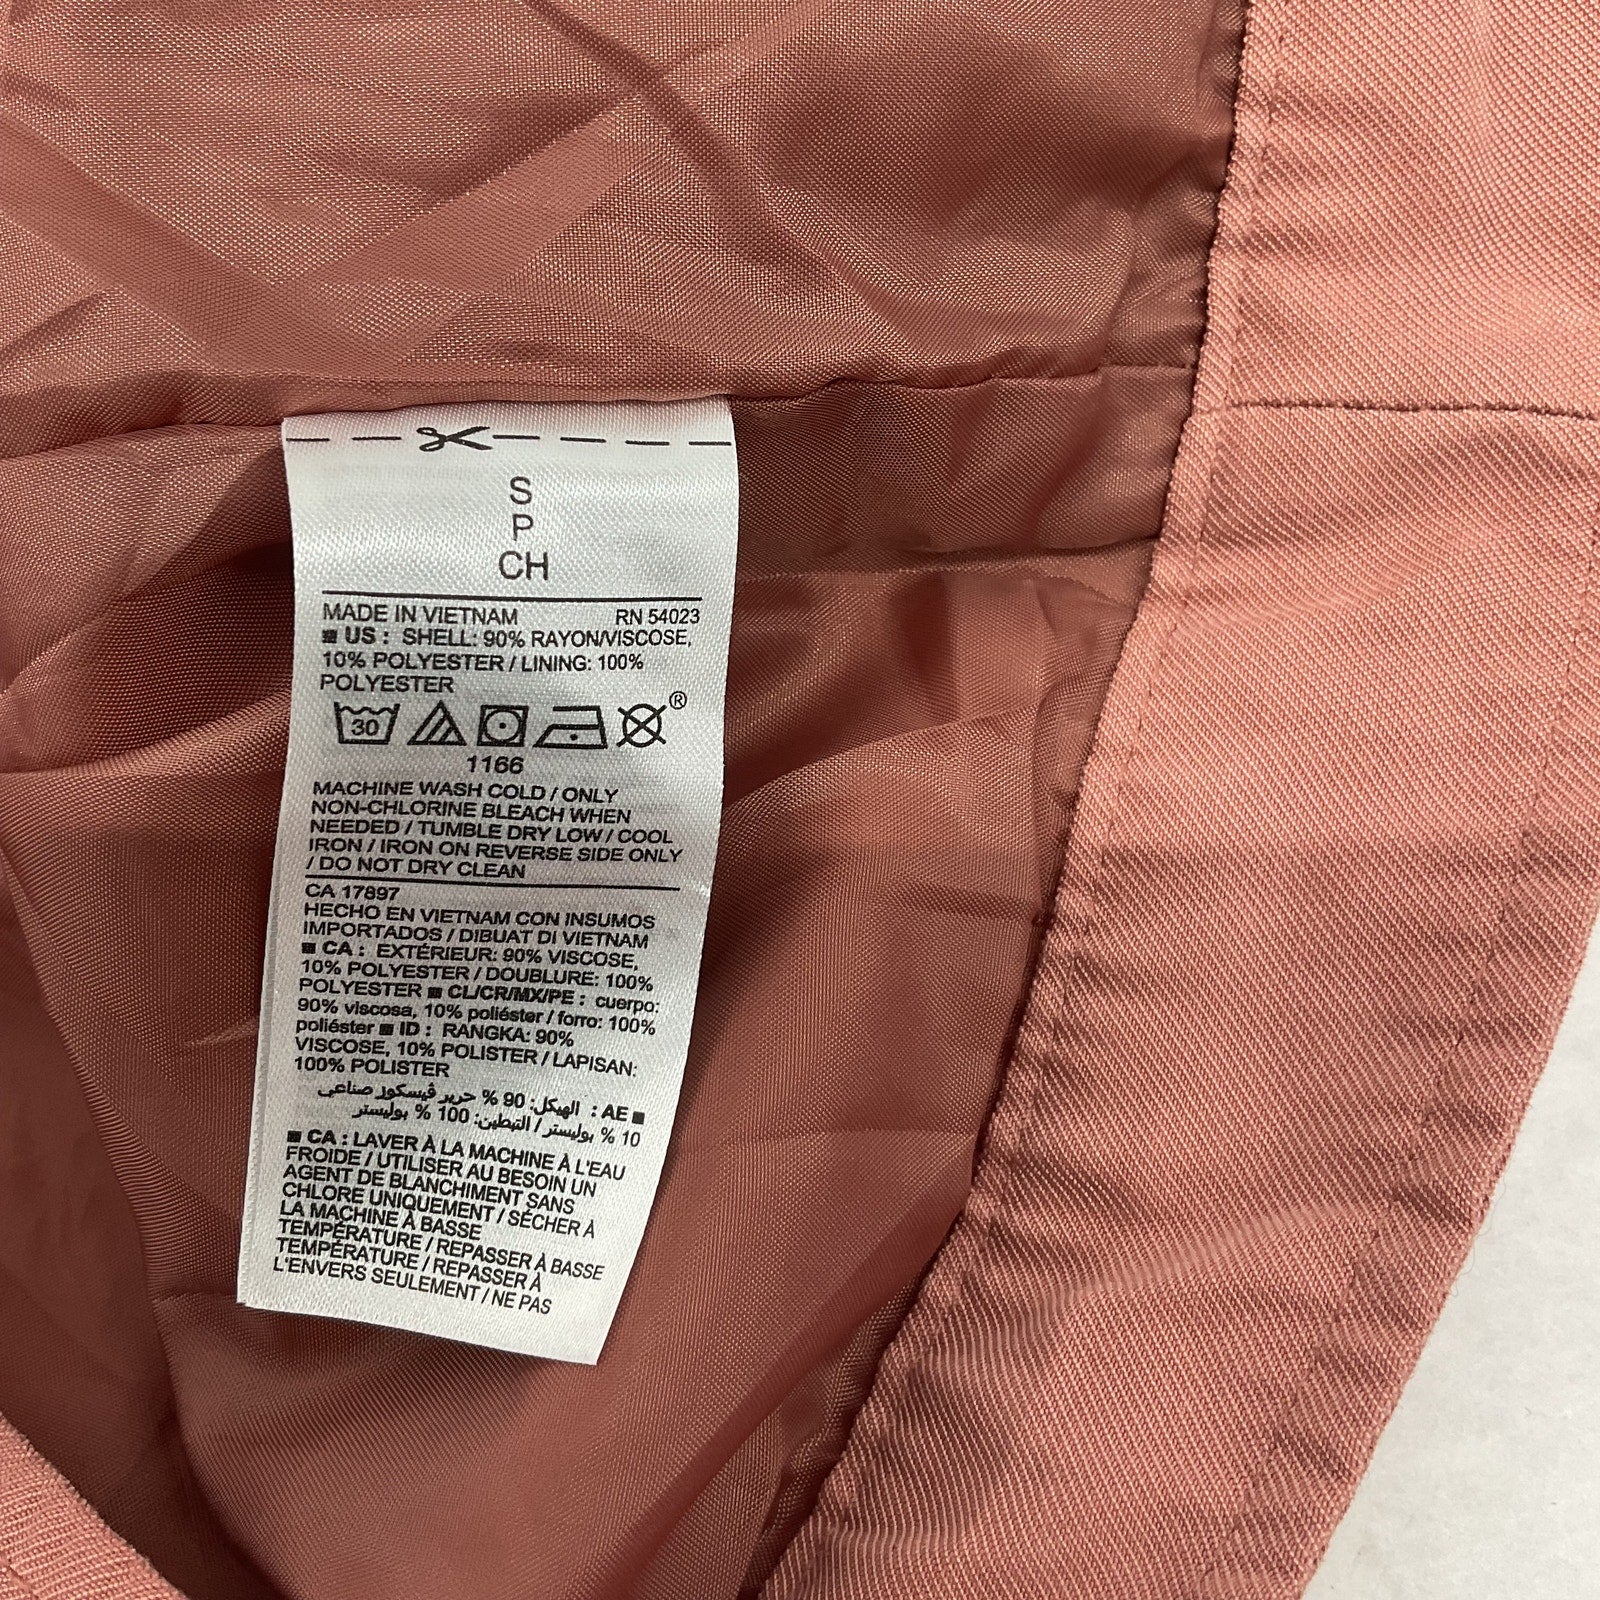 S
P
CH
MADE IN VIETNAM RN 54023
■ US : SHELL: 90% RAYON/VISCOSE,
10% POLYESTER / LINING: 100%
POLYESTER
30 ®
1166
MACHINE WASH COLD / ONLY
NON-CHLORINE BLEACH WHEN
NEEDED / TUMBLE DRY LOW / COOL
IRON / IRON ON REVERSE SIDE ONLY
/ DO NOT DRY CLEAN
CA 17897
HECHO EN VIETNAM CON INSUMOS
IMPORTADOS / DIBUAT DI VIETNAM
■ CA : EXTÉRIEUR: 90% VISCOSE,
10% POLYESTER / DOUBLURE: 100%
POLYESTER ■ CL/CR/MX/PE : cuerpo:
90% viscosa, 10% poliéster / forro: 100%
poliéster ■ ID : RANGKA: 90%
VISCOSE, 10% POLISTER / LAPISAN:
100% POLISTER
■ AE : الهيكل: 90 % حرير ڤيسكوز صناعي
10 % بوليستر / التبطين: 100 % بوليستر
■ CA : LAVER À LA MACHINE À L'EAU
FROIDE / UTILISER AU BESOIN UN
AGENT DE BLANCHIMENT SANS
CHLORE UNIQUEMENT / SÉCHER À
LA MACHINE À BASSE
TEMPÉRATURE / REPASSER À BASSE
TEMPÉRATURE / REPASSER À
L'ENVERS SEULEMENT / NE PAS